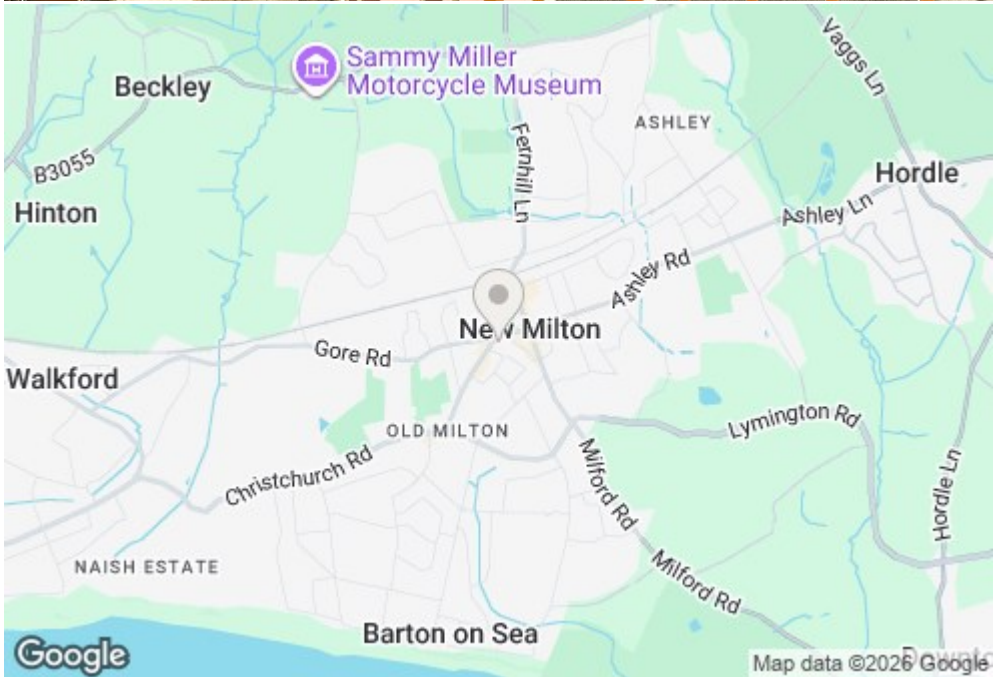 Sammy Miller
Motorcycle Museum
Beckley
Vaggs Ln
ASHLEY
Fernhill Ln
B3055
Hordle
Hinton
Ashley Ln
Ashley Rd
New Milton
Gore Rd
Walkford
Lymington Rd
OLD MILTON
Christchurch Rd
Milford Rd
Hordle Ln
NAISH ESTATE
Milford Rd
Barton on Sea
Google
Map data ©2026 Google